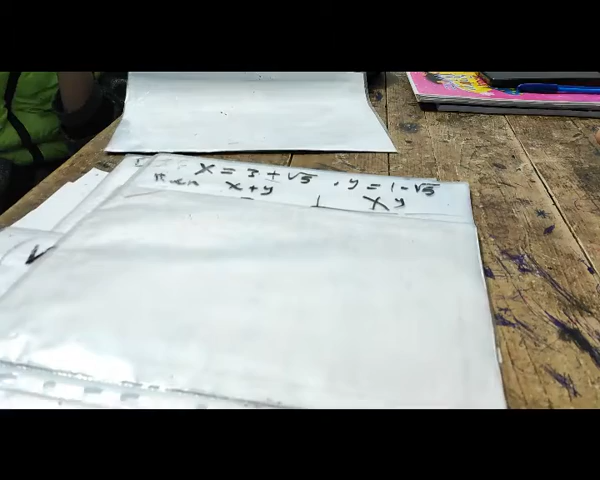 x = 3 + √5 , y = 1 - √5
x + y xy